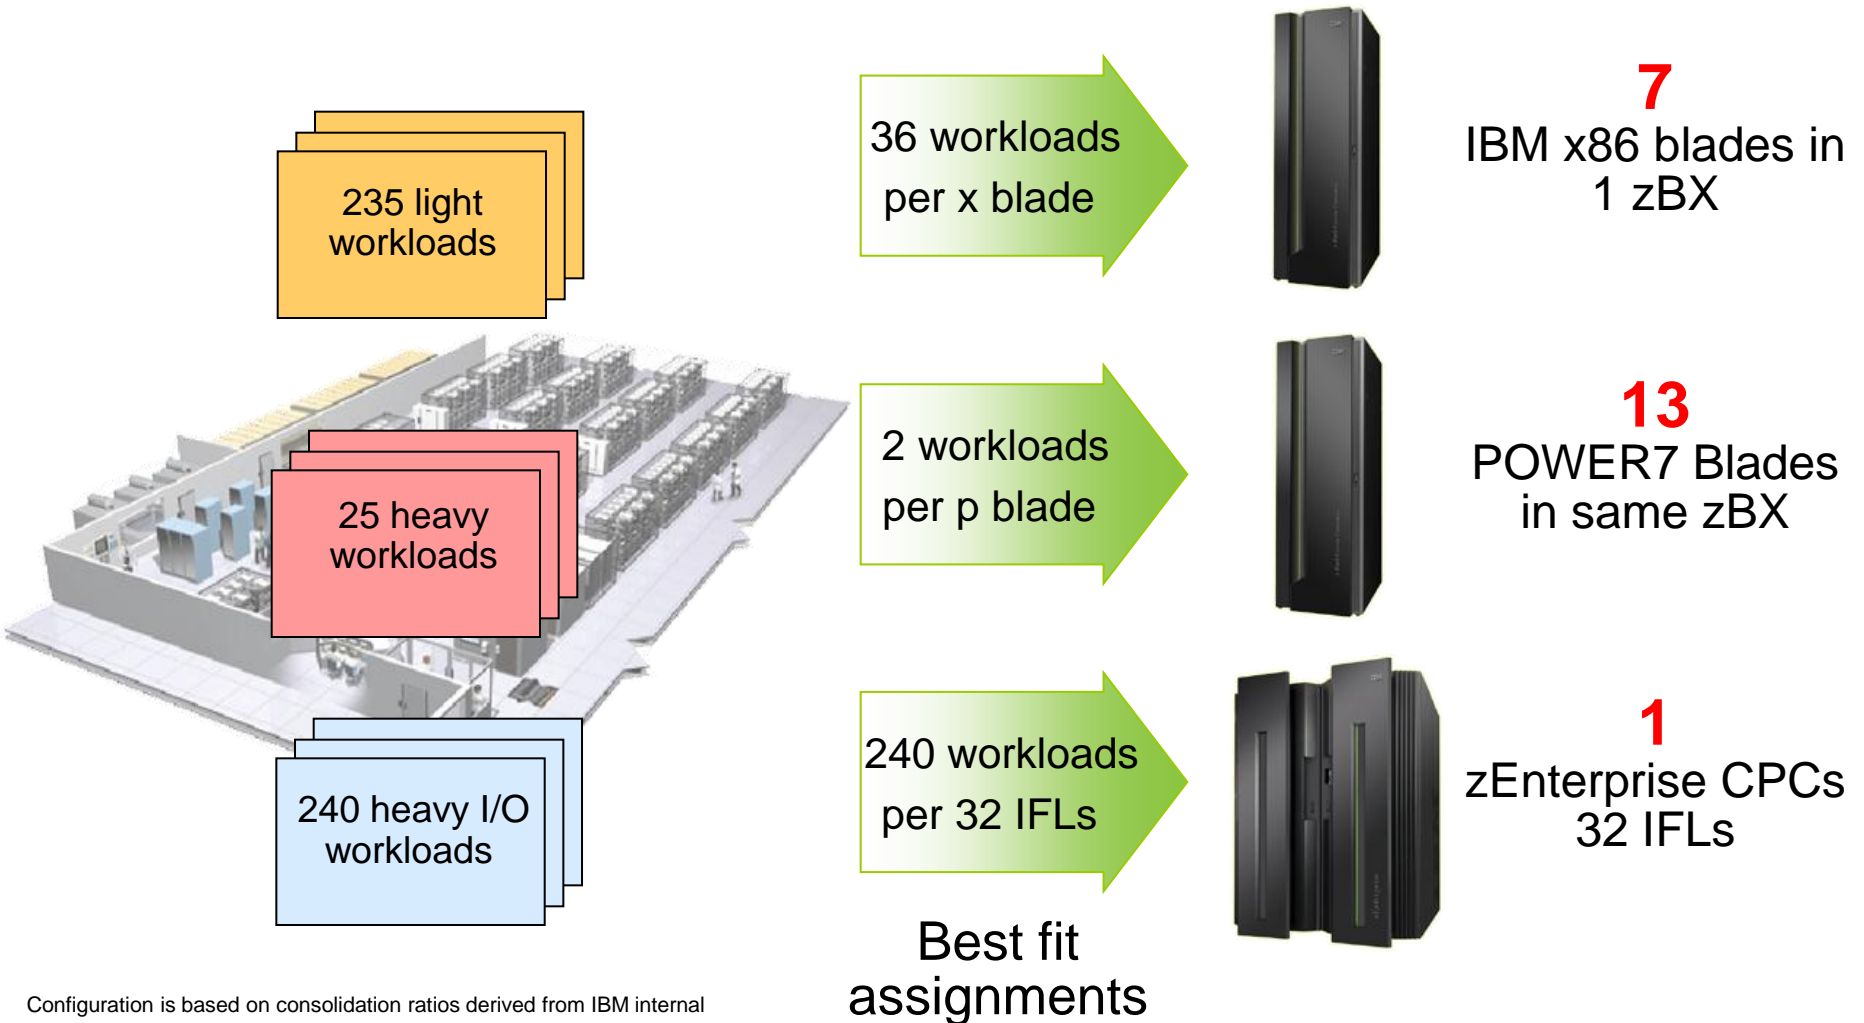 235 light
workloads
36 workloads
per x blade
7
IBM x86 blades in
1 zBX
25 heavy
workloads
2 workloads
per p blade
13
POWER7 Blades
in same zBX
240 heavy I/O
workloads
240 workloads
per 32 IFLs
1
zEnterprise CPCs
32 IFLs
Best fit
assignments
Configuration is based on consolidation ratios derived from IBM internal